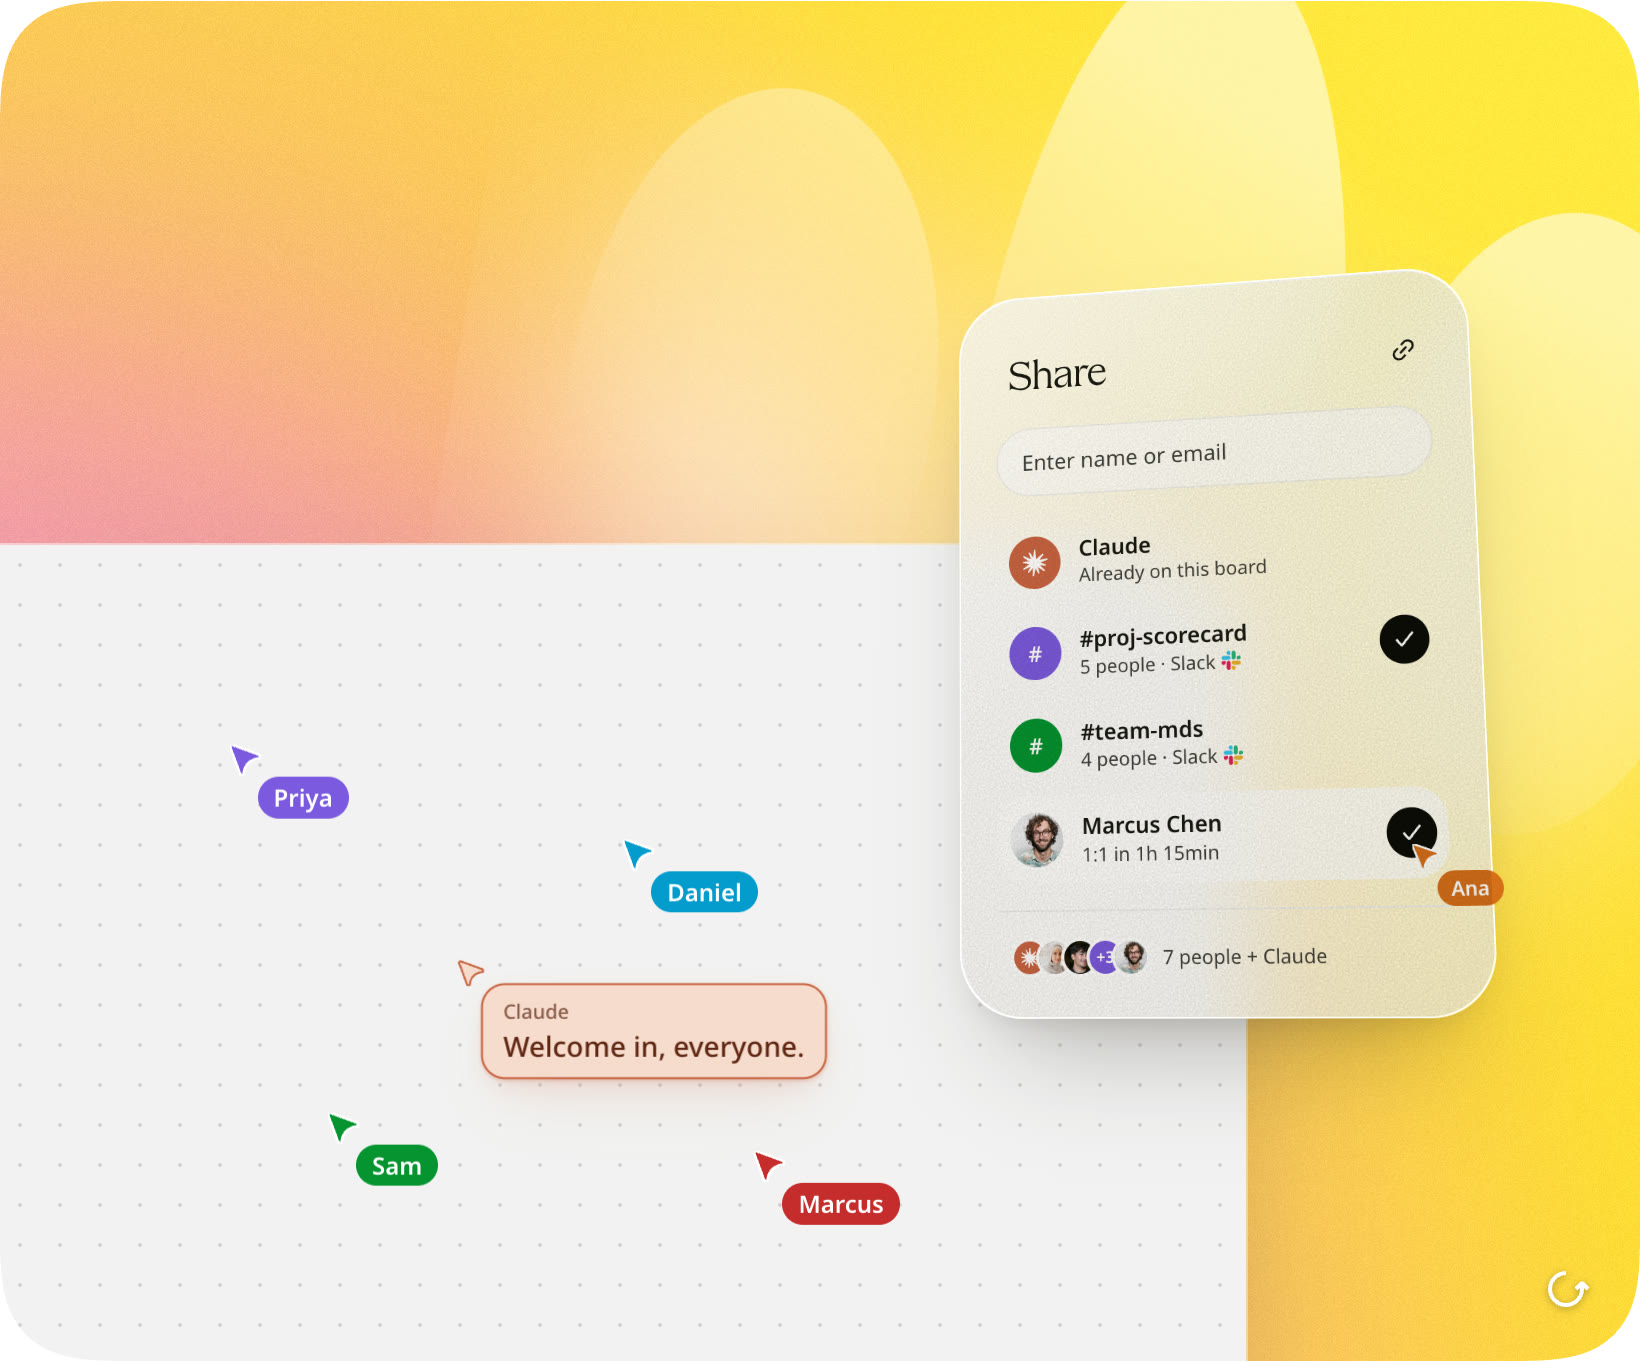 Share
Enter name or email
Claude
Already on this board
#
#proj-scorecard
5 people · Slack
#
#team-mds
4 people · Slack
Marcus Chen
1:1 in 1h 15min
Ana
+3
7 people + Claude
Priya
Daniel
Claude
Welcome in, everyone.
Sam
Marcus